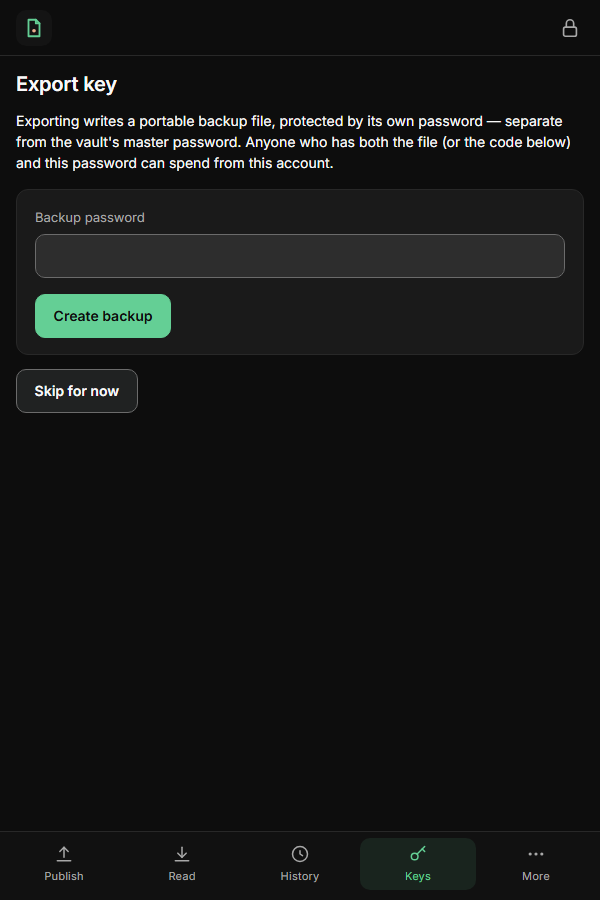 Export key
Exporting writes a portable backup file, protected by its own password — separate
from the vault's master password. Anyone who has both the file (or the code below)
and this password can spend from this account.
Backup password
Create backup
Skip for now
Publish
Read
History
Keys
More